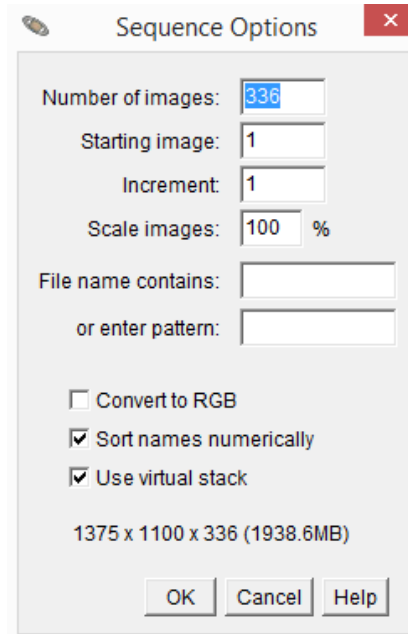 Sequence Options
Number of images: 336
Starting image: 1
Increment: 1
Scale images: 100 %
File name contains:
or enter pattern:
Convert to RGB
Sort names numerically
Use virtual stack
1375 x 1100 x 336 (1938.6MB)
OK Cancel Help